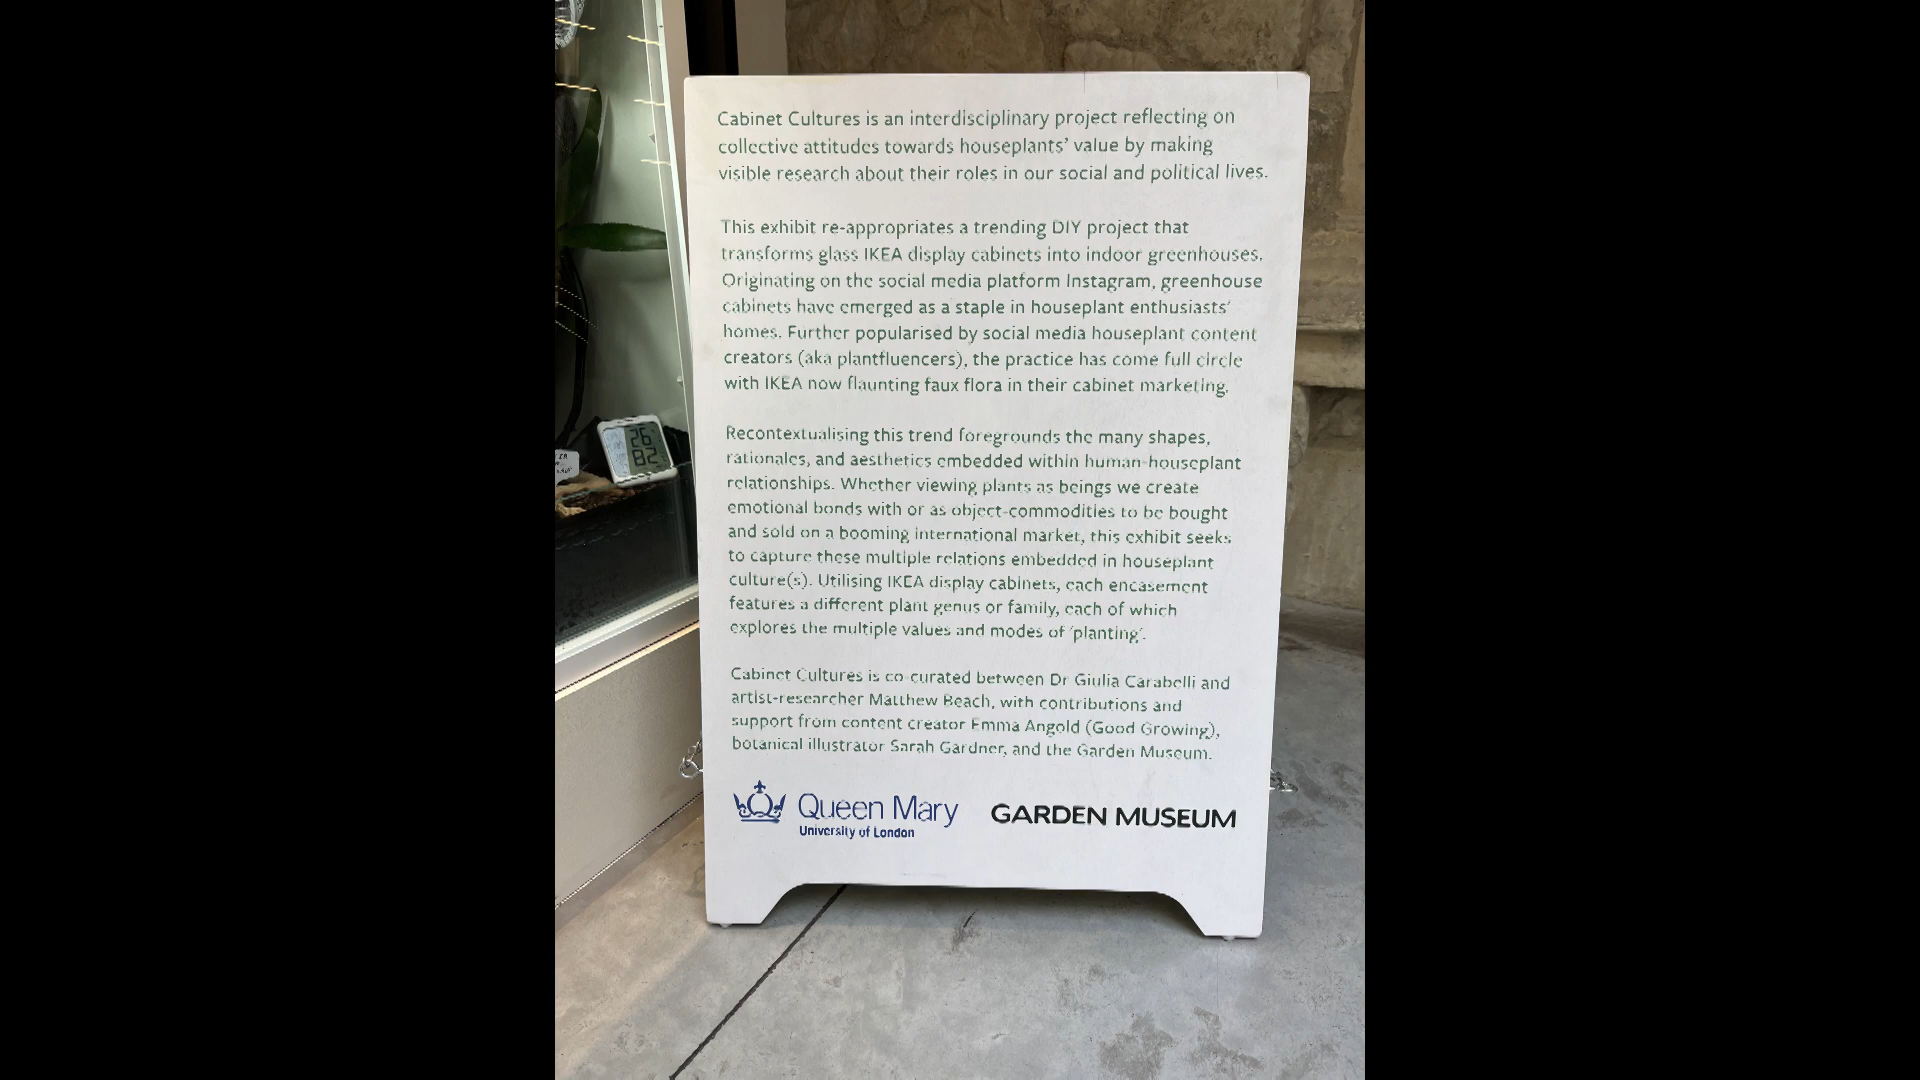 Cabinet Cultures is an interdisciplinary project reflecting on
collective attitudes towards houseplants' value by making
visible research about their roles in our social and political lives.
This exhibit re-appropriates a trending DIY project that
transforms glass IKEA display cabinets into indoor greenhouses.
Originating on the social media platform Instagram, greenhouse
cabinets have emerged as a staple in houseplant enthusiasts'
homes. Further popularised by social media houseplant content
creators (aka plantfluencers), the practice has come full circle
with IKEA now flaunting faux flora in their cabinet marketing.
Recontextualising this trend foregrounds the many shapes,
rationales, and aesthetics embedded within human-houseplant
relationships. Whether viewing plants as beings we create
emotional bonds with or as object-commodities to be bought
and sold on a booming international market, this exhibit seeks
to capture these multiple relations embedded in houseplant
culture(s). Utilising IKEA display cabinets, each encasement
features a different plant genus or family, each of which
explores the multiple values and modes of 'planting'.
Cabinet Cultures is co-curated between Dr Giulia Carabelli and
artist-researcher Matthew Beach, with contributions and
support from content creator Emma Angold (Good Growing),
botanical illustrator Sarah Gardner, and the Garden Museum.
Queen Mary
University of London
GARDEN MUSEUM
26
82